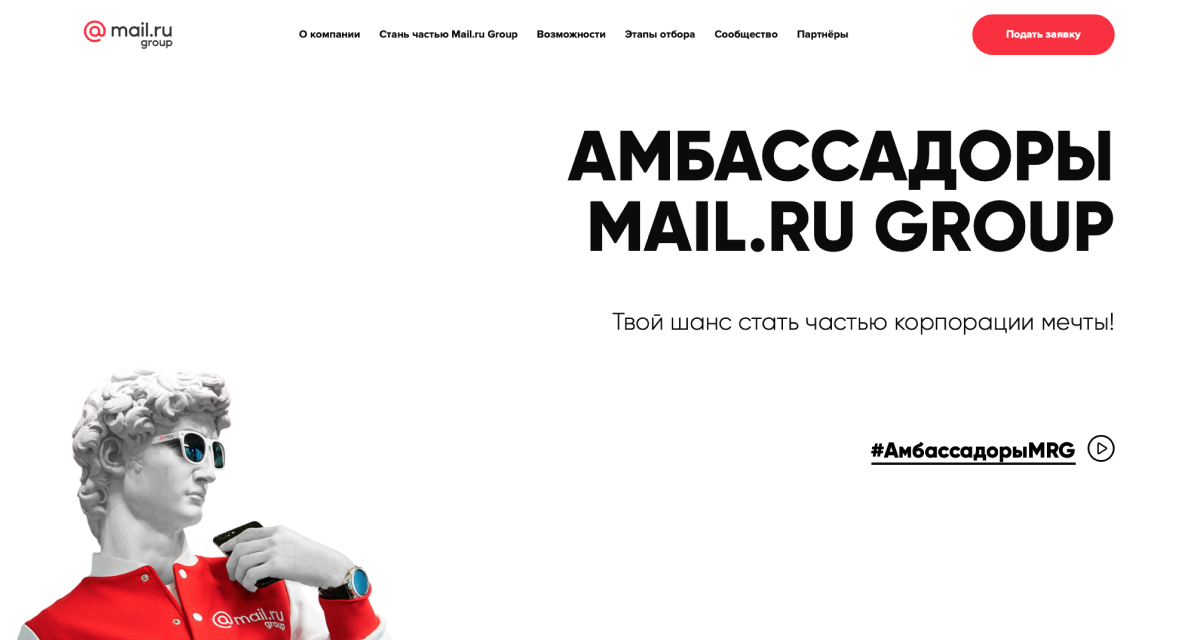 @mail.ru
group
О компании
Стань частью Mail.ru Group
Возможности
Этапы отбора
Сообщество
Партнёры
Подать заявку
АМБАССАДОРЫ
MAIL.RU GROUP
Твой шанс стать частью корпорации мечты!
#АмбассадорыMRG
@mail.ru
group